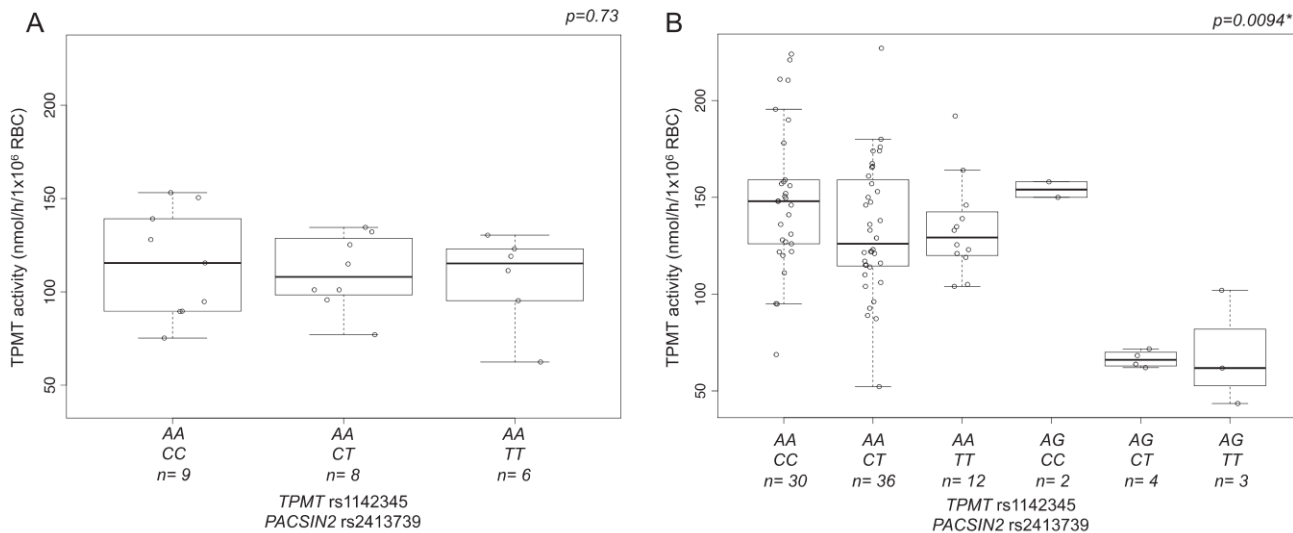 A
p=0.73
TPMT activity (nmol/h/1x10⁶ RBC)
200
150
100
50
AA AA AA
CC CT TT
n= 9 n= 8 n= 6
TPMT rs1142345
PACSIN2 rs2413739
B
p=0.0094*
TPMT activity (nmol/h/1x10⁶ RBC)
200
150
100
50
AA AA AA AG AG AG
CC CT TT CC CT TT
n= 30 n= 36 n= 12 n= 2 n= 4 n= 3
TPMT rs1142345
PACSIN2 rs2413739